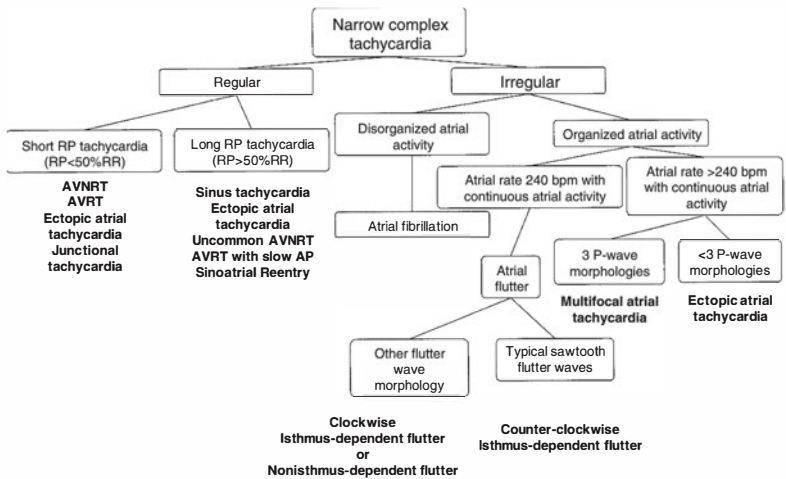 Narrow complex
tachycardia
Regular
Irregular
Short RP tachycardia
(RP<50%RR)
Long RP tachycardia
(RP>50%RR)
Disorganized atrial
activity
Organized atrial activity
AVNRT
AVRT
Ectopic atrial
tachycardia
Junctional
tachycardia
Sinus tachycardia
Ectopic atrial
tachycardia
Uncommon AVNRT
AVRT with slow AP
Sinoatrial Reentry
Atrial fibrillation
Atrial rate 240 bpm with
continuous atrial activity
Atrial rate >240 bpm
with continuous atrial
activity
Atrial
flutter
3 P-wave
morphologies
<3 P-wave
morphologies
Multifocal atrial
tachycardia
Ectopic atrial
tachycardia
Other flutter
wave
morphology
Typical sawtooth
flutter waves
Clockwise
Isthmus-dependent flutter
or
Nonisthmus-dependent flutter
Counter-clockwise
Isthmus-dependent flutter